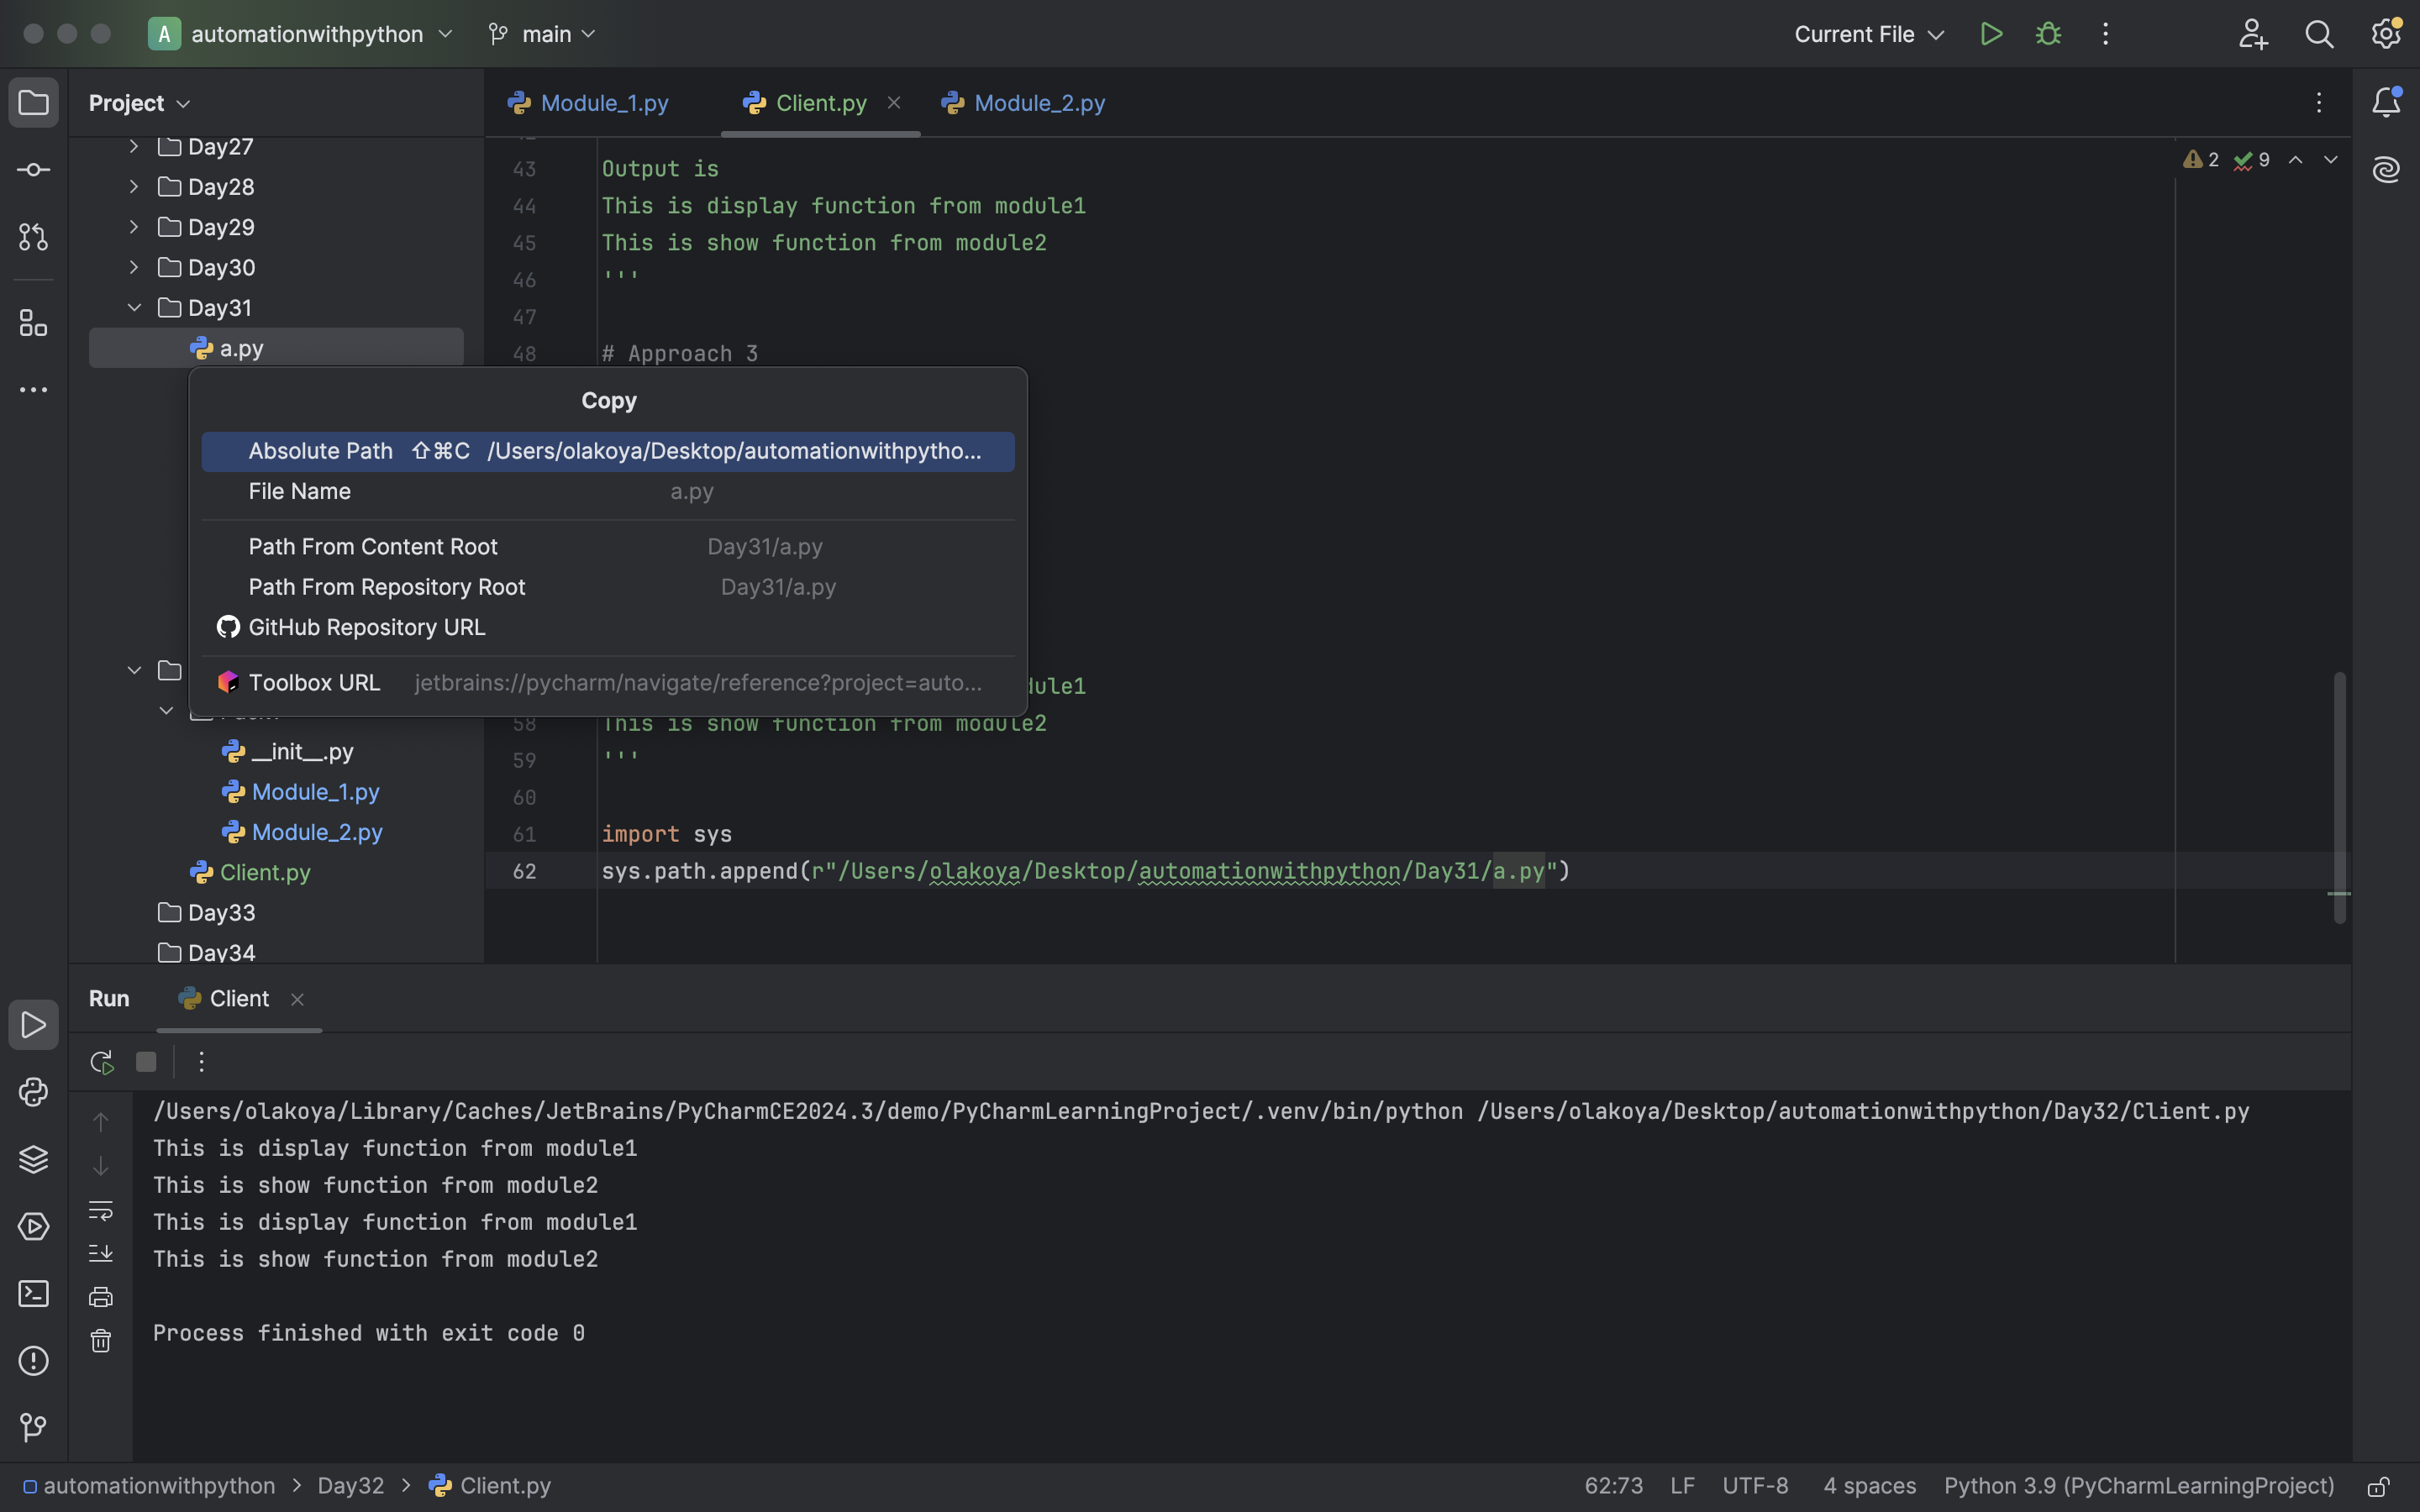 A automationwithpython main Current File
Project
Module_1.py Client.py Module_2.py
Day27
Day28
Day29
Day30
Day31
a.py
2 9
43 Output is
44 This is display function from module1
45 This is show function from module2
46 '''
47
48 # Approach 3
Copy
Absolute Path ⇧⌘C /Users/olakoya/Desktop/automationwithpytho...
File Name a.py
Path From Content Root Day31/a.py
Path From Repository Root Day31/a.py
GitHub Repository URL
Toolbox URL jetbrains://pycharm/navigate/reference?project=auto...
58 This is show function from module2
59 '''
60
61 import sys
62 sys.path.append(r"/Users/olakoya/Desktop/automationwithpython/Day31/a.py")
__init__.py
Module_1.py
Module_2.py
Client.py
Day33
Day34
Run Client
/Users/olakoya/Library/Caches/JetBrains/PyCharmCE2024.3/demo/PyCharmLearningProject/.venv/bin/python /Users/olakoya/Desktop/automationwithpython/Day32/Client.py
This is display function from module1
This is show function from module2
This is display function from module1
This is show function from module2
Process finished with exit code 0
automationwithpython > Day32 > Client.py 62:73 LF UTF-8 4 spaces Python 3.9 (PyCharmLearningProject)